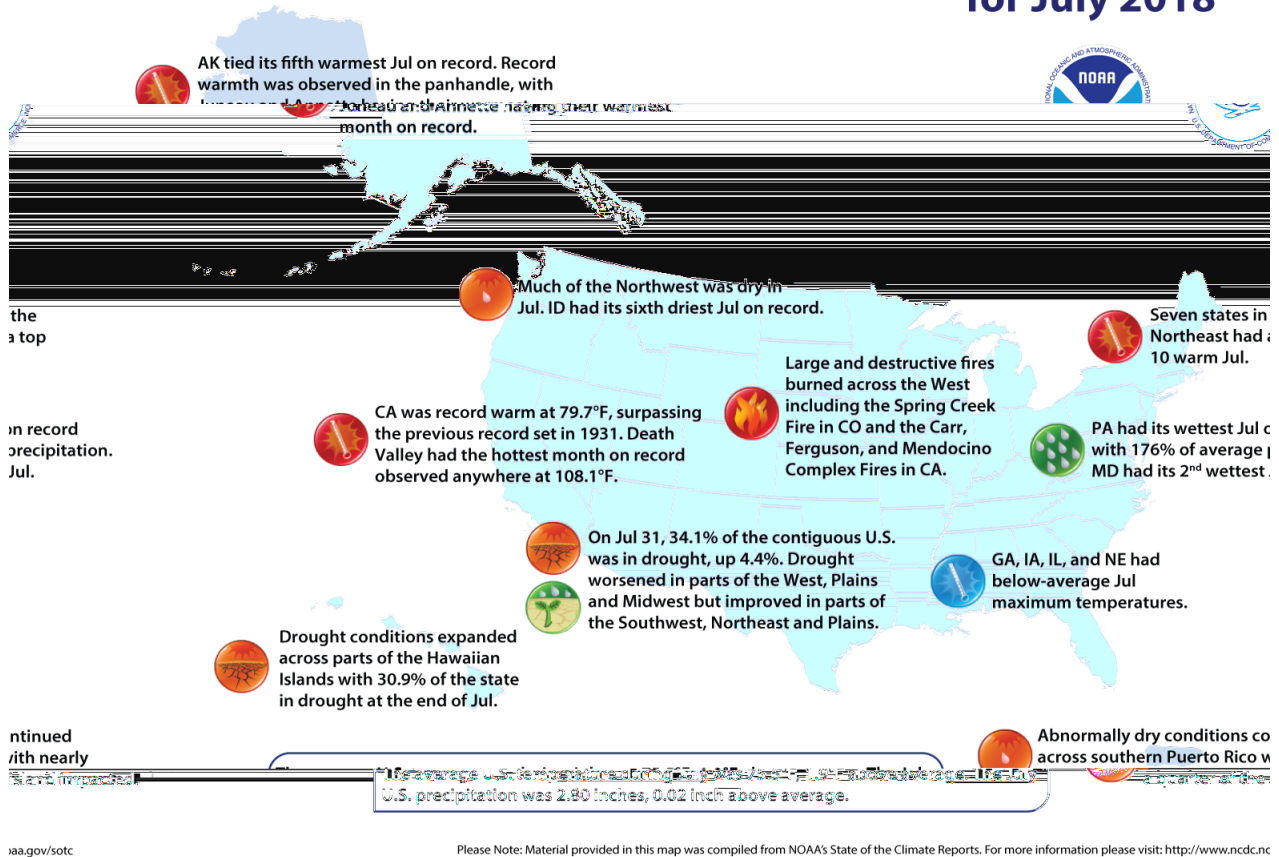 for July 2018
AK tied its fifth warmest Jul on record. Record
warmth was observed in the panhandle, with
Juneau and Annette having their warmest
month on record.
NOAA
Much of the Northwest was dry in
Jul. ID had its sixth driest Jul on record.
the
a top
Seven states in
Northeast had a
10 warm Jul.
Large and destructive fires
burned across the West
including the Spring Creek
Fire in CO and the Carr,
Ferguson, and Mendocino
Complex Fires in CA.
CA was record warm at 79.7°F, surpassing
the previous record set in 1931. Death
Valley had the hottest month on record
observed anywhere at 108.1°F.
on record
precipitation.
Jul.
PA had its wettest Jul o
with 176% of average p
MD had its 2nd wettest
On Jul 31, 34.1% of the contiguous U.S.
was in drought, up 4.4%. Drought
worsened in parts of the West, Plains
and Midwest but improved in parts of
the Southwest, Northeast and Plains.
GA, IA, IL, and NE had
below-average Jul
maximum temperatures.
Drought conditions expanded
across parts of the Hawaiian
Islands with 30.9% of the state
in drought at the end of Jul.
ntinued
with nearly
Abnormally dry conditions co
across southern Puerto Rico w
a quarter of the
U.S. precipitation was 2.80 inches, 0.02 inch above average.
oaa.gov/sotc
Please Note: Material provided in this map was compiled from NOAA's State of the Climate Reports. For more information please visit: http://www.ncdc.no